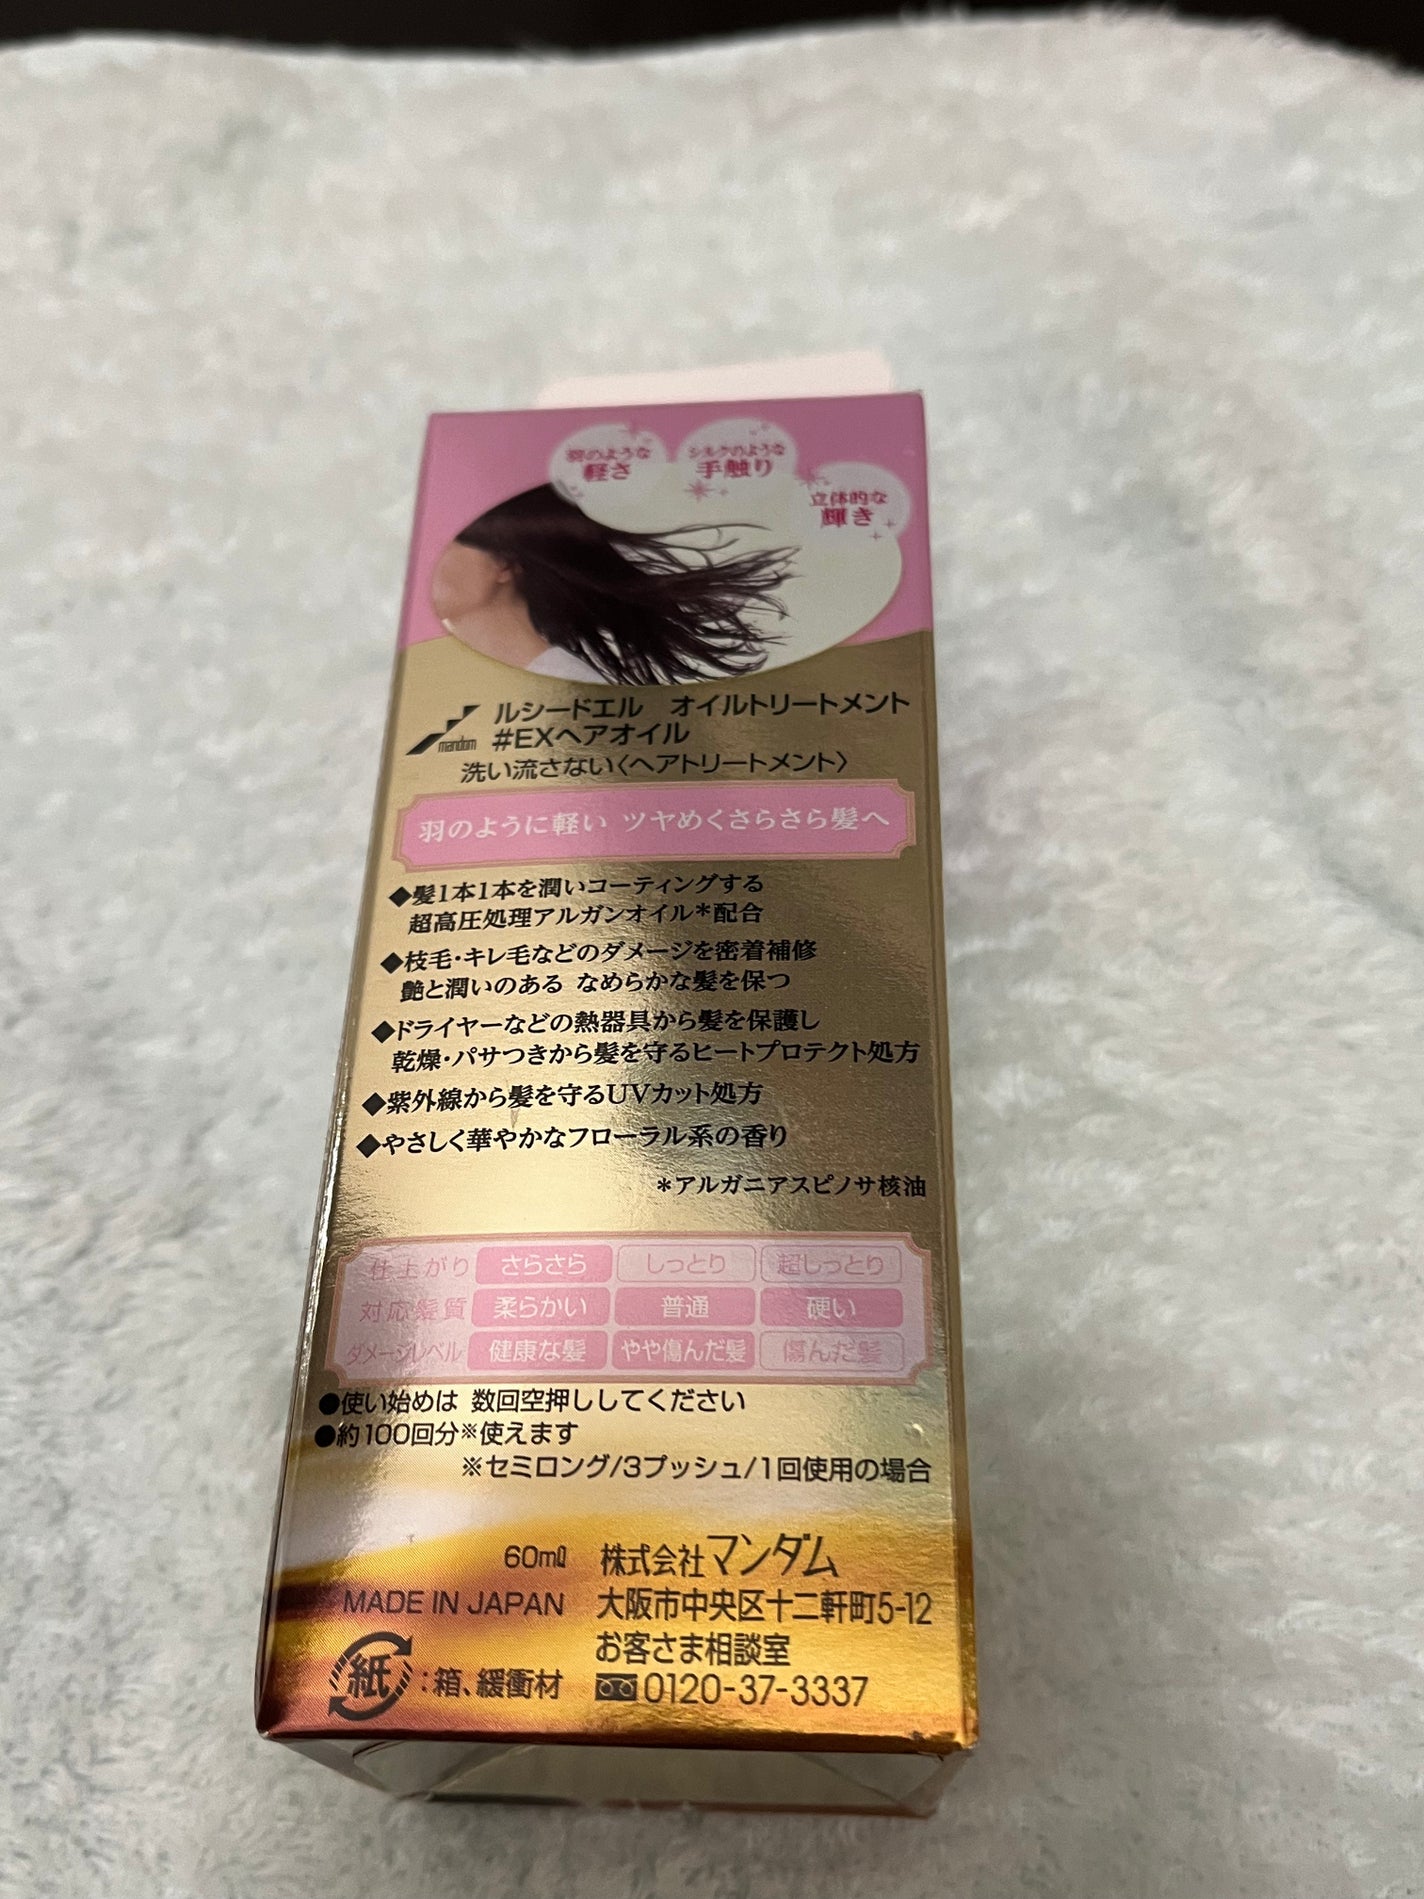 羽のような
軽さ
シルクのような
手触り
立体的な
輝き
mandom
ルシードエル オイルトリートメント
#EXヘアオイル
洗い流さない〈ヘアトリートメント〉
羽のように軽い ツヤめくさらさら髪へ
◆髪1本1本を潤いコーティングする
超高圧処理アルガンオイル*配合
◆枝毛・キレ毛などのダメージを密着補修
艶と潤いのある なめらかな髪を保つ
◆ドライヤーなどの熱器具から髪を保護し
乾燥・パサつきから髪を守るヒートプロテクト処方
◆紫外線から髪を守るUVカット処方
◆やさしく華やかなフローラル系の香り
*アルガニアスピノサ核油
仕上がり さらさら しっとり 超しっとり
対応髪質 柔らかい 普通 硬い
ダメージレベル 健康な髪 やや傷んだ髪 傷んだ髪
●使い始めは 数回空押ししてください
●約100回分※使えます
※セミロング/3プッシュ/1回使用の場合
60mℓ 株式会社マンダム
MADE IN JAPAN 大阪市中央区十二軒町5-12
お客さま相談室
紙:箱、緩衝材 0120-37-3337